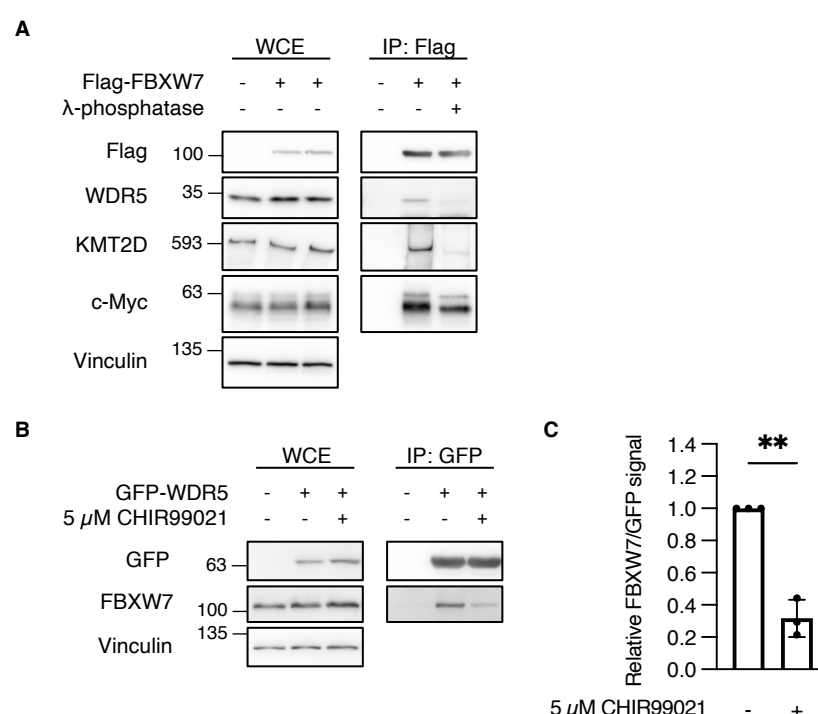 A
WCE IP: Flag
Flag-FBXW7 - + + - + +
λ-phosphatase - - - - - +
Flag 100
WDR5 35
KMT2D 593
c-Myc 63
Vinculin 135
B
WCE IP: GFP
GFP-WDR5 - + + - + +
5 µM CHIR99021 - - + - - +
GFP 63
FBXW7 100
Vinculin 135
C
Relative FBXW7/GFP signal
**
1.4
1.2
1.0
0.8
0.6
0.4
0.2
0.0
5 µM CHIR99021 - +